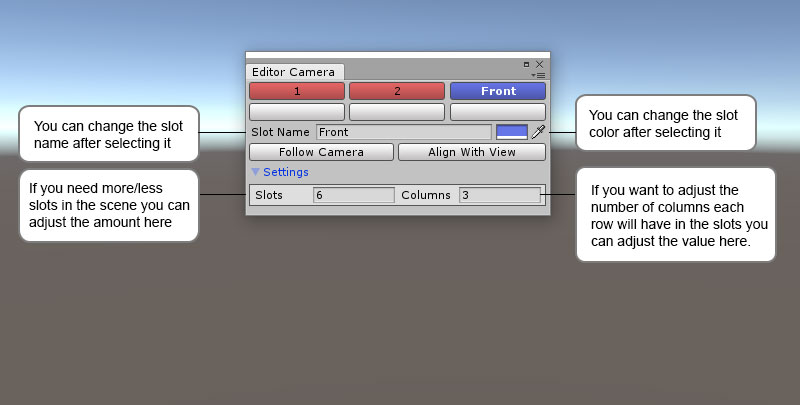 Editor Camera
1 2 Front
You can change the slot
name after selecting it
Slot Name Front
You can change the slot
color after selecting it
Follow Camera Align With View
Settings
If you need more/less
slots in the scene you can
adjust the amount here
Slots 6 Columns 3
If you want to adjust the
number of columns each
row will have in the slots you
can adjust the value here.